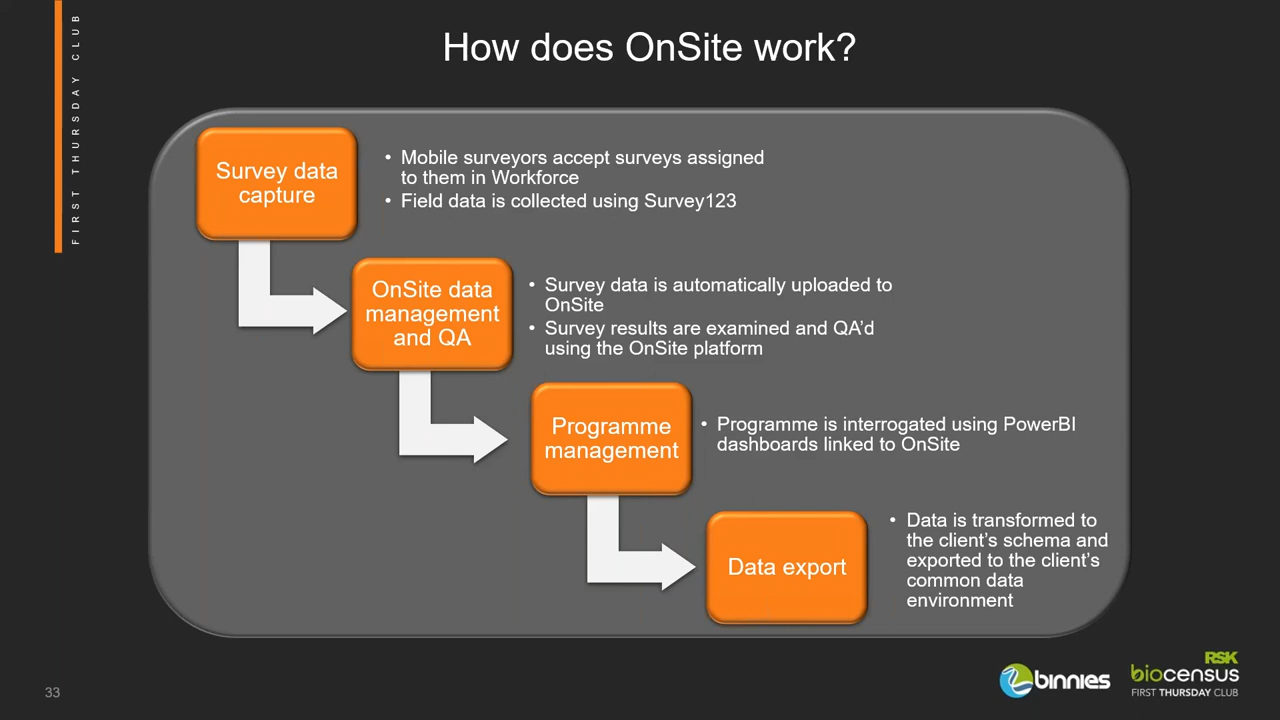 FIRST THURSDAY CLUB
How does OnSite work?
Survey data
capture
• Mobile surveyors accept surveys assigned
to them in Workforce
• Field data is collected using Survey123
OnSite data
management
and QA
• Survey data is automatically uploaded to
OnSite
• Survey results are examined and QA’d
using the OnSite platform
Programme
management
• Programme is interrogated using PowerBI
dashboards linked to OnSite
Data export
• Data is transformed to
the client’s schema and
exported to the client’s
common data
environment
33
binnies
RSK
biocensus
FIRST THURSDAY CLUB